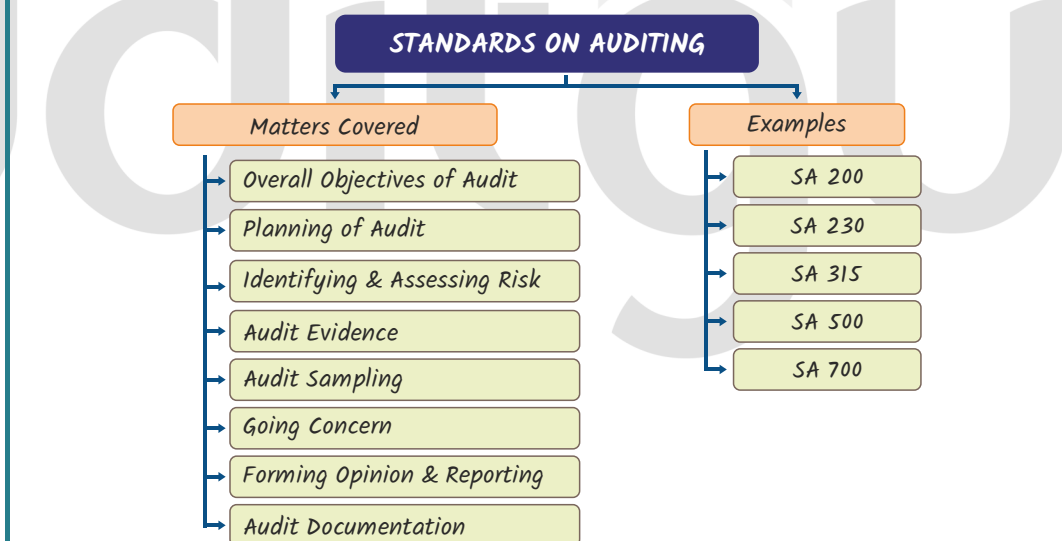 STANDARDS ON AUDITING
Matters Covered
Overall Objectives of Audit
Planning of Audit
Identifying & Assessing Risk
Audit Evidence
Audit Sampling
Going Concern
Forming Opinion & Reporting
Audit Documentation
Examples
SA 200
SA 230
SA 315
SA 500
SA 700